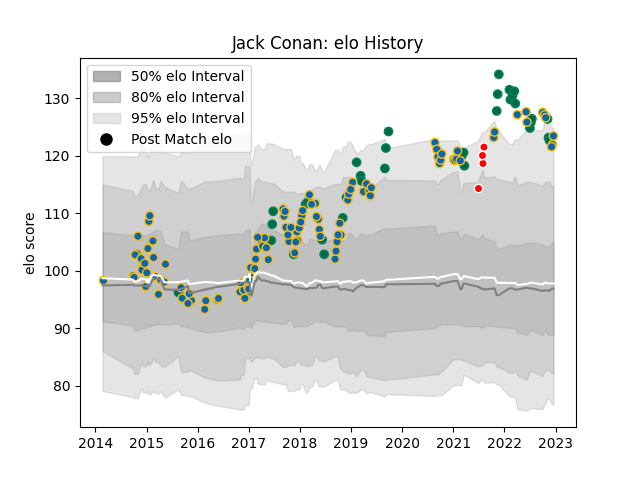 Jack Conan: elo History
50% elo Interval
80% elo Interval
95% elo Interval
Post Match elo
elo score
130
120
110
100
90
80
2014 2015 2016 2017 2018 2019 2020 2021 2022 2023